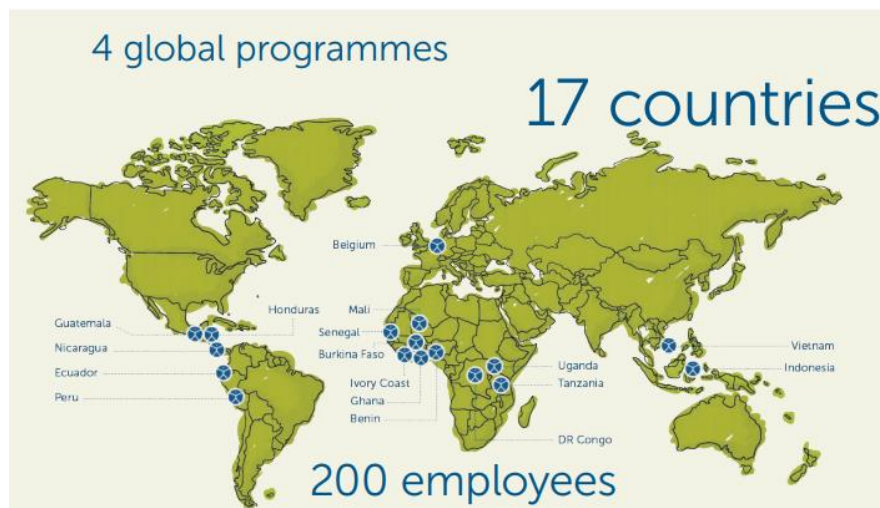 4 global programmes
17 countries
Belgium
Guatemala
Honduras
Mali
Nicaragua
Senegal
Burkina Faso
Ecuador
Peru
Ivory Coast
Ghana
Benin
Uganda
Tanzania
DR Congo
Vietnam
Indonesia
200 employees